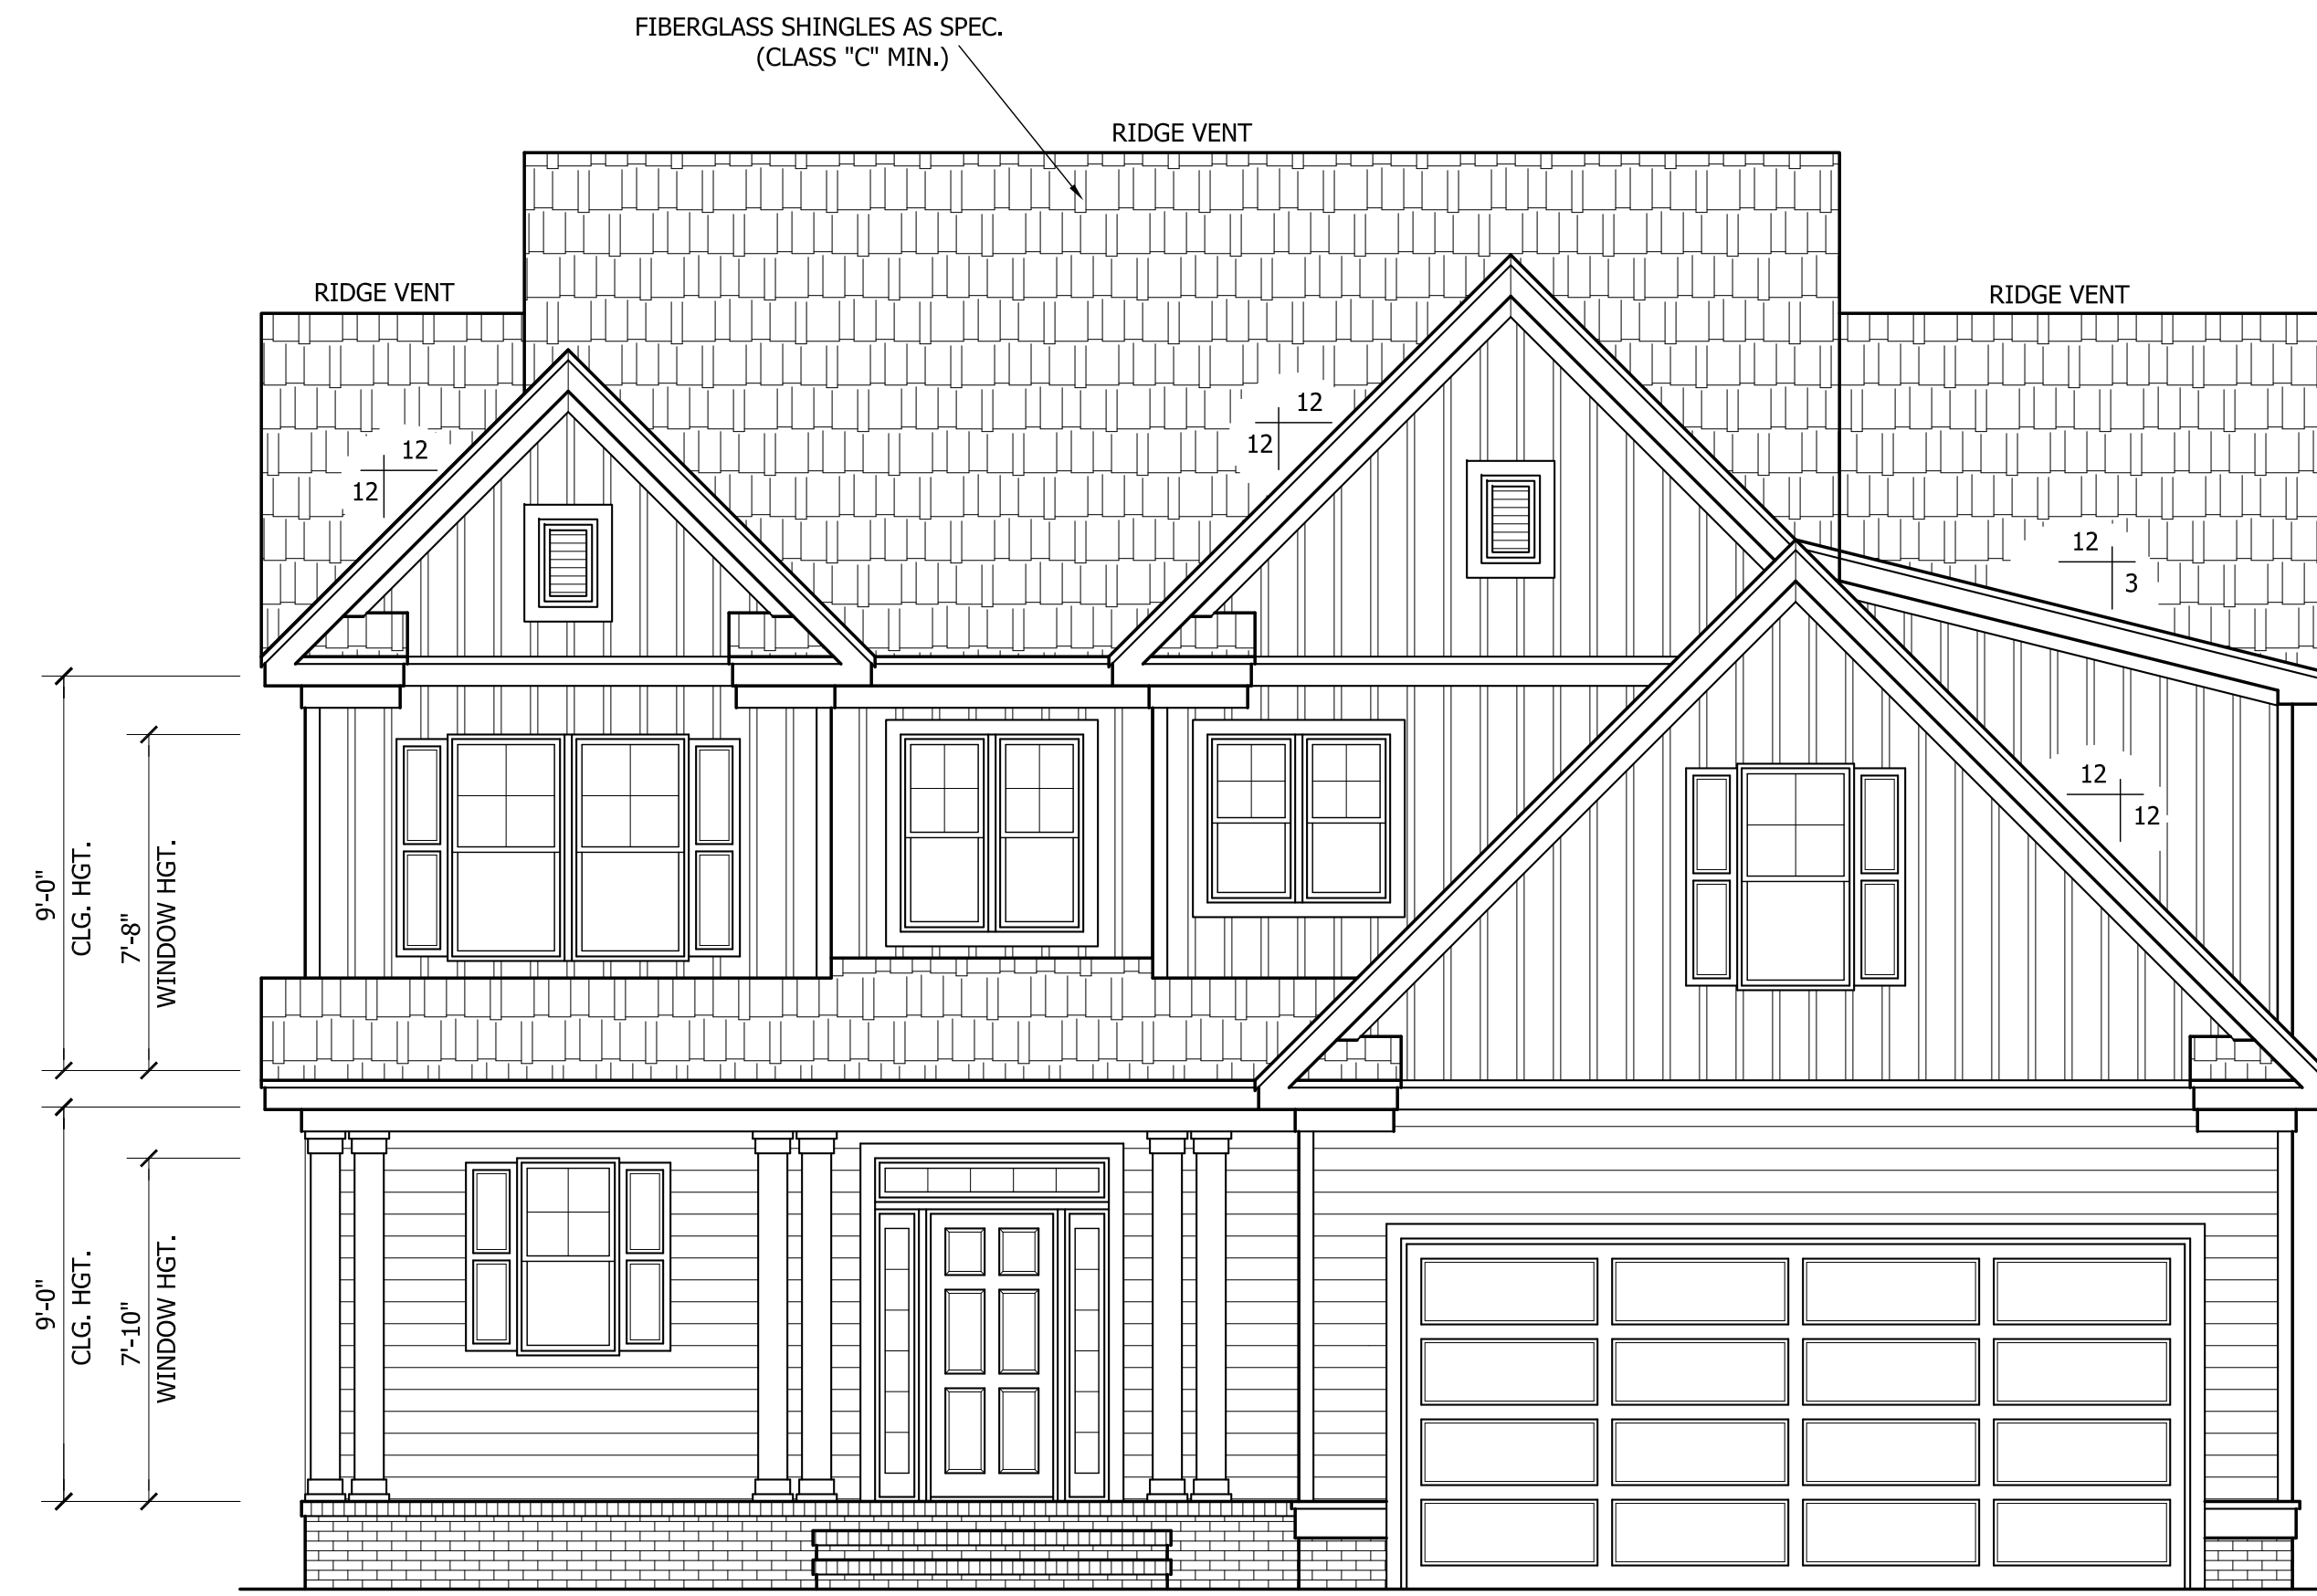 FIBERGLASS SHINGLES AS SPEC.
(CLASS "C" MIN.)
RIDGE VENT
RIDGE VENT
RIDGE VENT
12
12
12
12
12
3
12
12
9'-0"
CLG. HGT.
7'-8"
WINDOW HGT.
9'-0"
CLG. HGT.
7'-10"
WINDOW HGT.